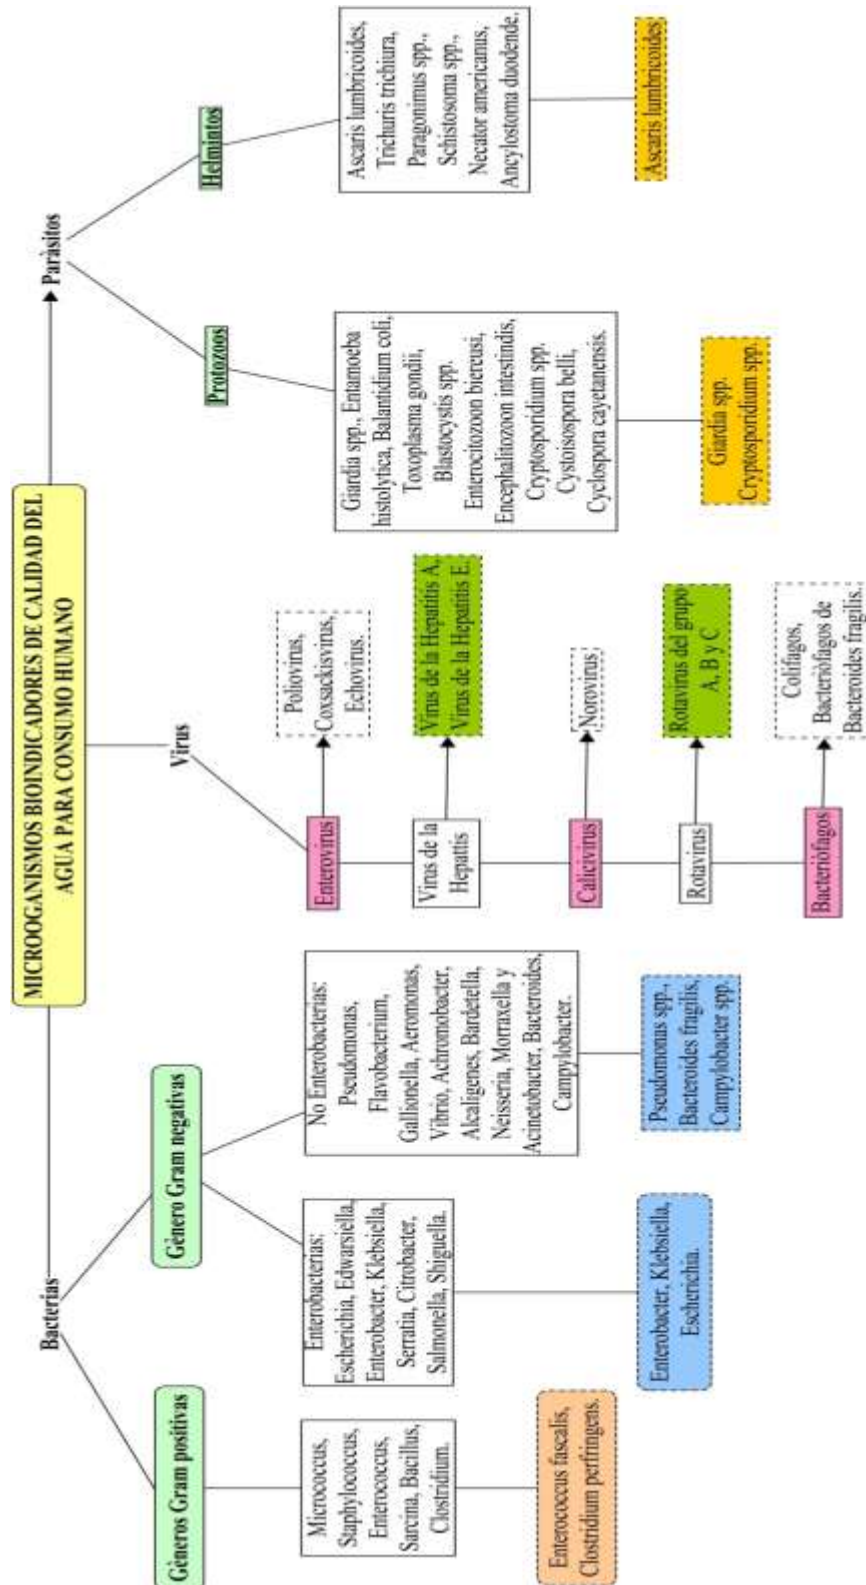 MICROOGANISMOS BIOINDICADORES DE CALIDAD DEL
AGUA PARA CONSUMO HUMANO
Bacterias
Gèneros Gram positivas
Micrococcus,
Staphylococcus,
Enterococcus,
Sarcina, Bacillus,
Clostridium.
Enterococcus fascalis,
Clostridium perfringens.
Gènero Gram negativas
Enterobacterias:
Escherichia, Edwarsiella,
Enterobacter, Klebsiella,
Serratia, Citrobacter,
Salmonella, Shiguella.
Enterobacter, Klebsiella,
Escherichia.
No Enterobacterias:
Pseudomonas,
Flavobacterium,
Gallionella, Aeromonas,
Vibrio, Achromobacter,
Alcaligenes, Bardetella,
Neisseria, Morraxella y
Acinetobacter, Bacteroides,
Campylobacter.
Pseudomonas spp.,
Bacteroides fragilis,
Campylobacter spp.
Virus
Enterovirus
Poliovirus,
Coxsackisvirus,
Echovirus.
Virus de la
Hepattis
Virus de la Hepatitis A,
Virus de la Hepatitis E.
Calicivirus
Norovirus
Rotavirus
Rotavirus del grupo
A, B y C
Bacteriófagos
Colifagos,
Bacteriófagos de
Bacteroides fragilis.
Paràsitos
Protozoos
Giardia spp., Entamoeba
histolytica, Balantidium coli,
Toxoplasma gondii,
Blastocystis spp.
Enterocitozoon biereusi,
Encephalitozoon intestindis,
Cryptosporidium spp.
Cystoisospora belli,
Cyclospora cayetanensis.
Giardia spp.
Cryptosporidium spp.
Helmintos
Ascaris lumbricoides,
Trichuris trichiura,
Paragonimus spp.,
Schistosoma spp.,
Necator americanus,
Ancylostoma duodende.
Ascaris lumbricoides